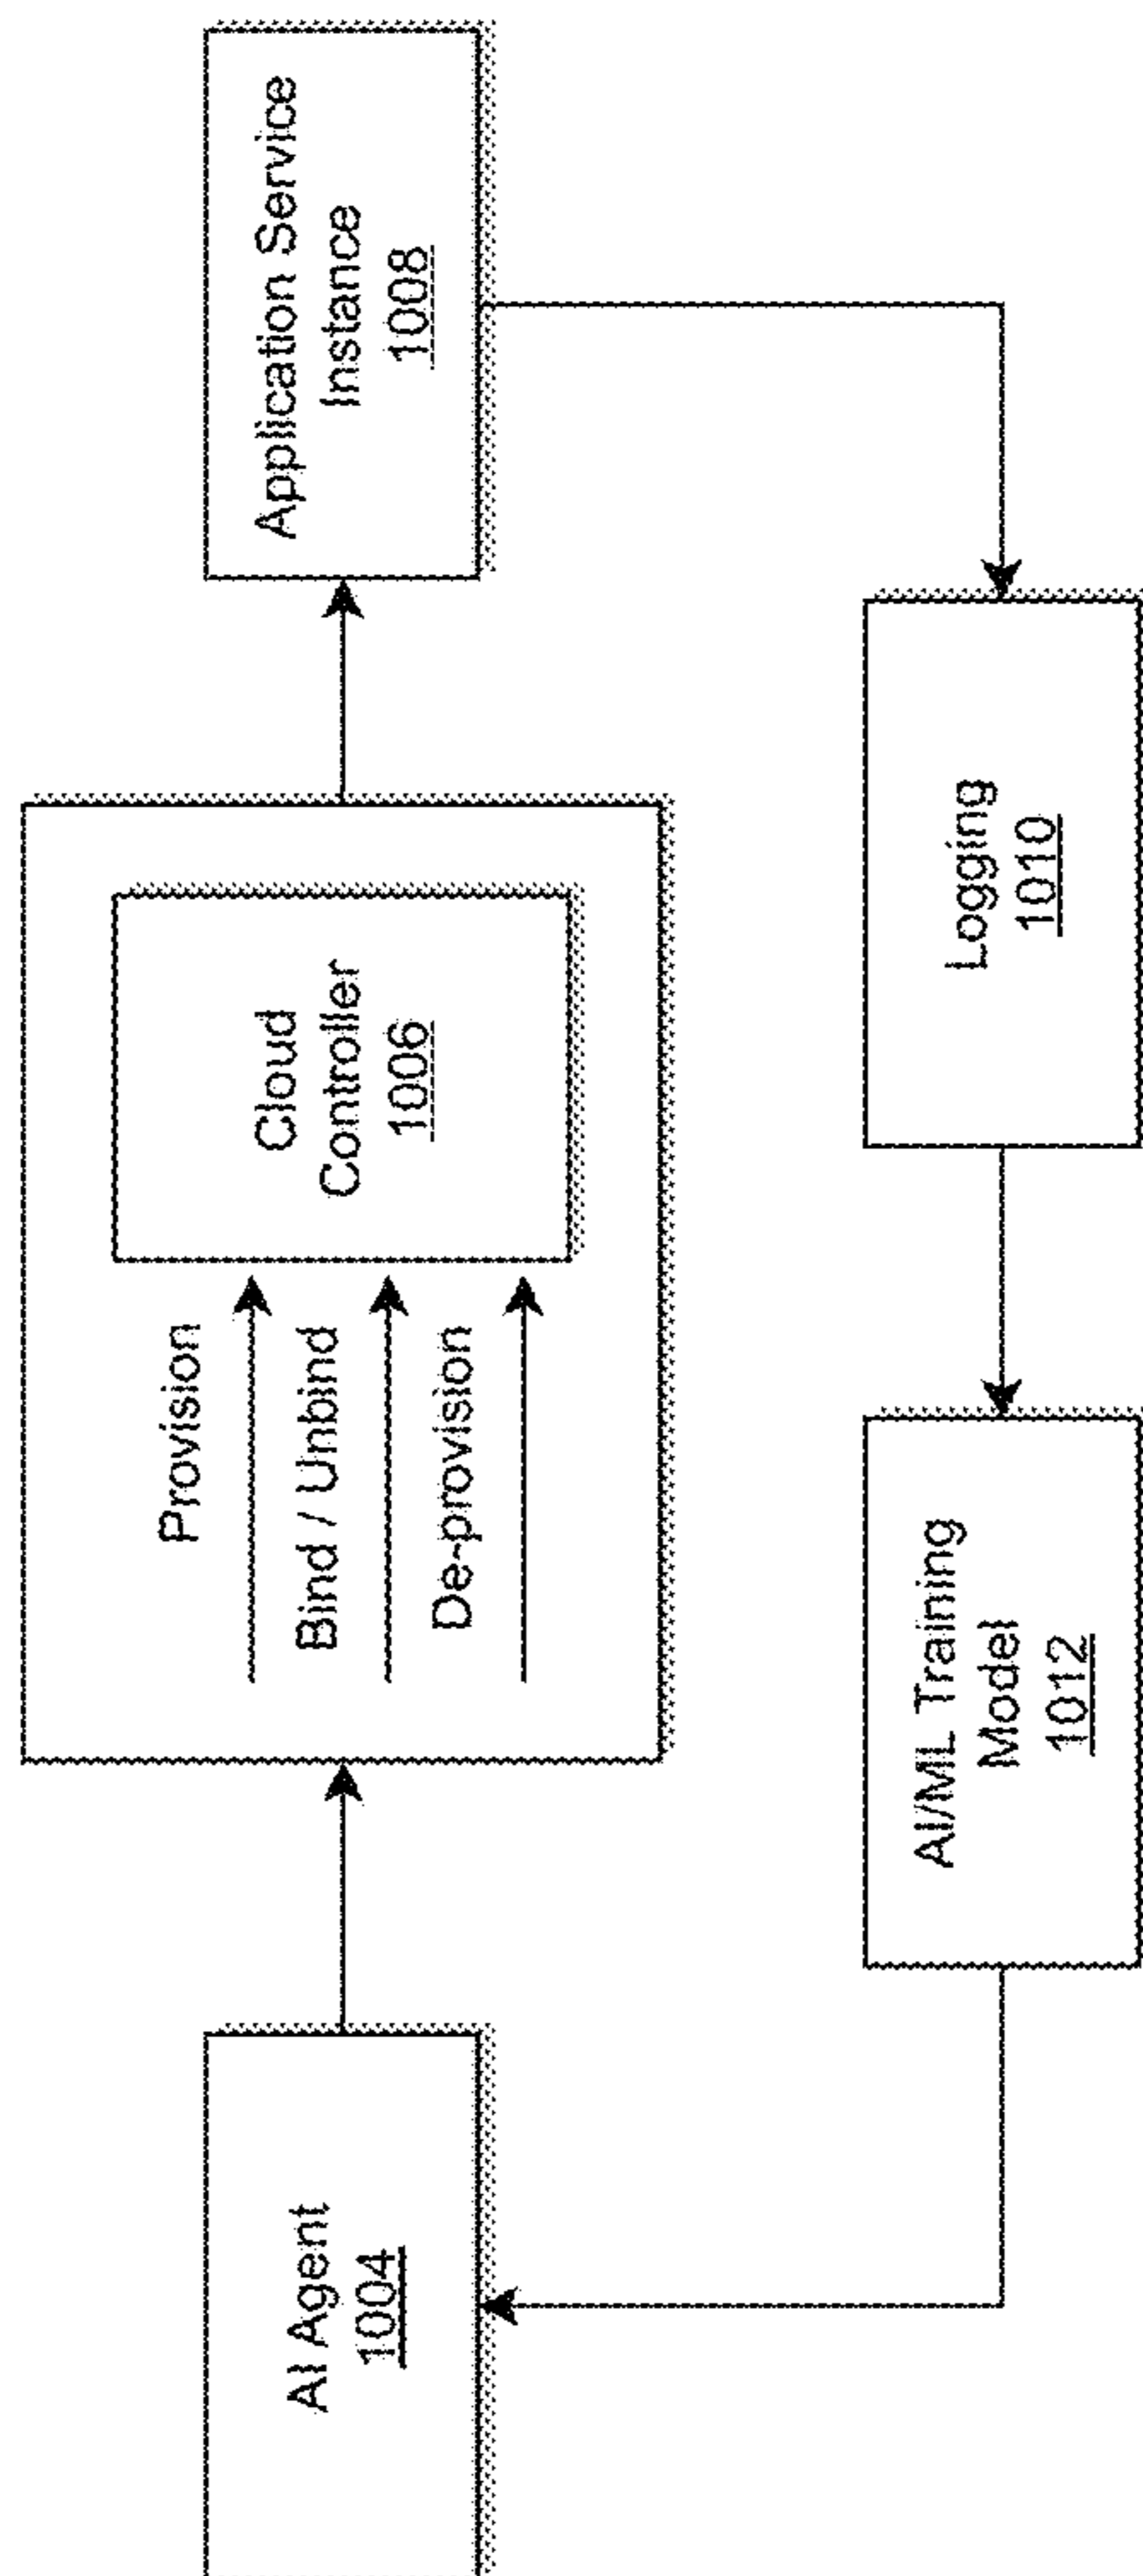 AI Agent
1004
Provision
Bind / Unbind
De-provision
Cloud
Controller
1006
Application Service
Instance
1008
Logging
1010
AI/ML Training
Model
1012